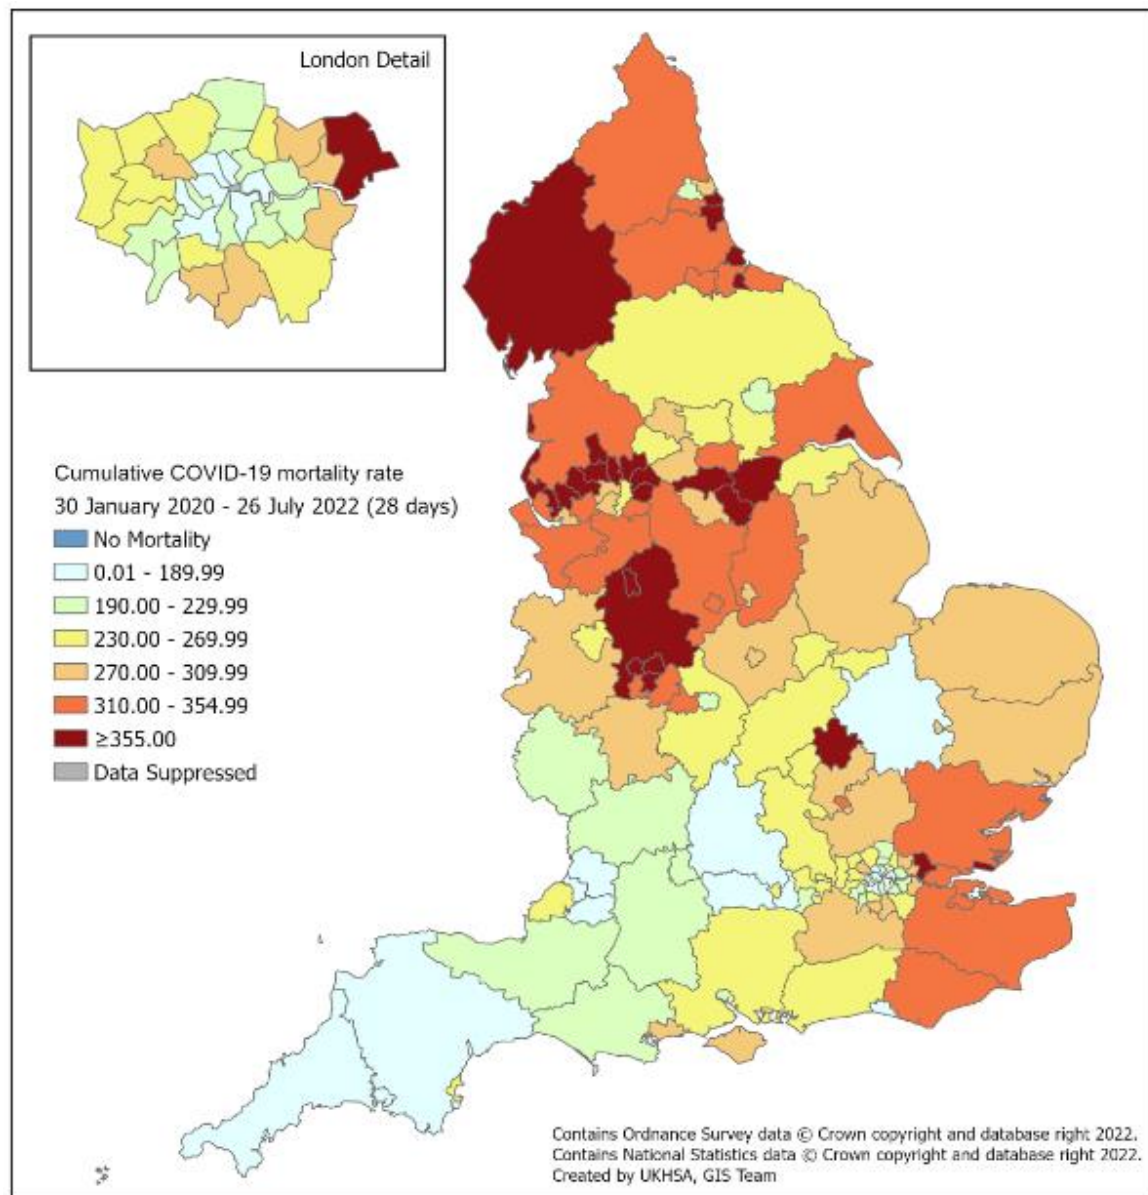 London Detail
Cumulative COVID-19 mortality rate
30 January 2020 - 26 July 2022 (28 days)
No Mortality
0.01 - 189.99
190.00 - 229.99
230.00 - 269.99
270.00 - 309.99
310.00 - 354.99
≥355.00
Data Suppressed
Contains Ordnance Survey data © Crown copyright and database right 2022.
Contains National Statistics data © Crown copyright and database right 2022.
Created by UKHSA, GIS Team